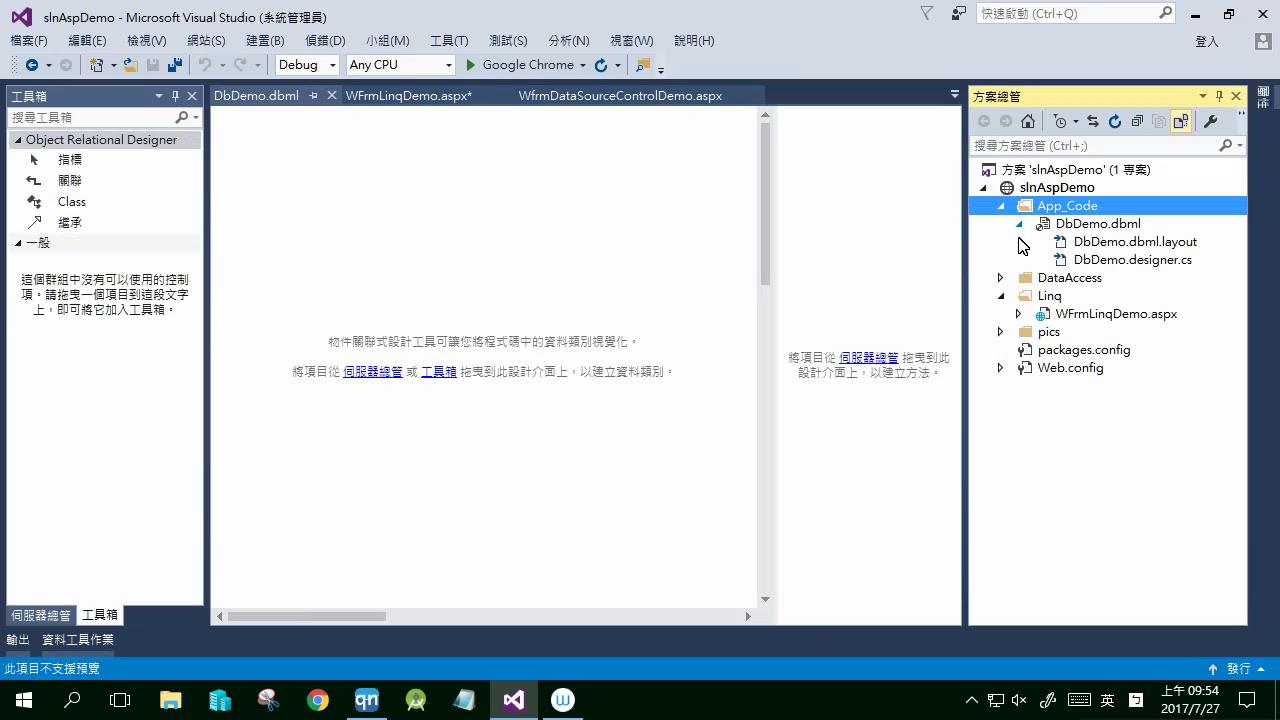 slnAspDemo - Microsoft Visual Studio (系統管理員)
快速啟動 (Ctrl+Q)
檔案(F) 編輯(E) 檢視(V) 網站(S) 建置(B) 偵錯(D) 小組(M) 工具(T) 測試(S) 分析(N) 視窗(W) 說明(H)
登入
Debug Any CPU Google Chrome
工具箱
DbDemo.dbml WFrmLinqDemo.aspx* WfrmDataSourceControlDemo.aspx
方案總管
搜尋工具箱
搜尋方案總管 (Ctrl+;)
Object Relational Designer
指標
關聯
Class
繼承
一般
這個群組中沒有可以使用的控制
項。請拖曳一個項目到這段文字
上，即可將它加入工具箱。
物件關聯式設計工具可讓您將程式碼中的資料類別視覺化。
將項目從 伺服器總管 或 工具箱 拖曳到此設計介面上，以建立資料類別。
將項目從 伺服器總管 拖曳到此
設計介面上，以建立方法。
方案 'slnAspDemo' (1 專案)
slnAspDemo
App_Code
DbDemo.dbml
DbDemo.dbml.layout
DbDemo.designer.cs
DataAccess
Linq
WFrmLinqDemo.aspx
pics
packages.config
Web.config
伺服器總管 工具箱
輸出 資料工具作業
此項目不支援預覽
發行
qn
w
英
上午 09:54
2017/7/27